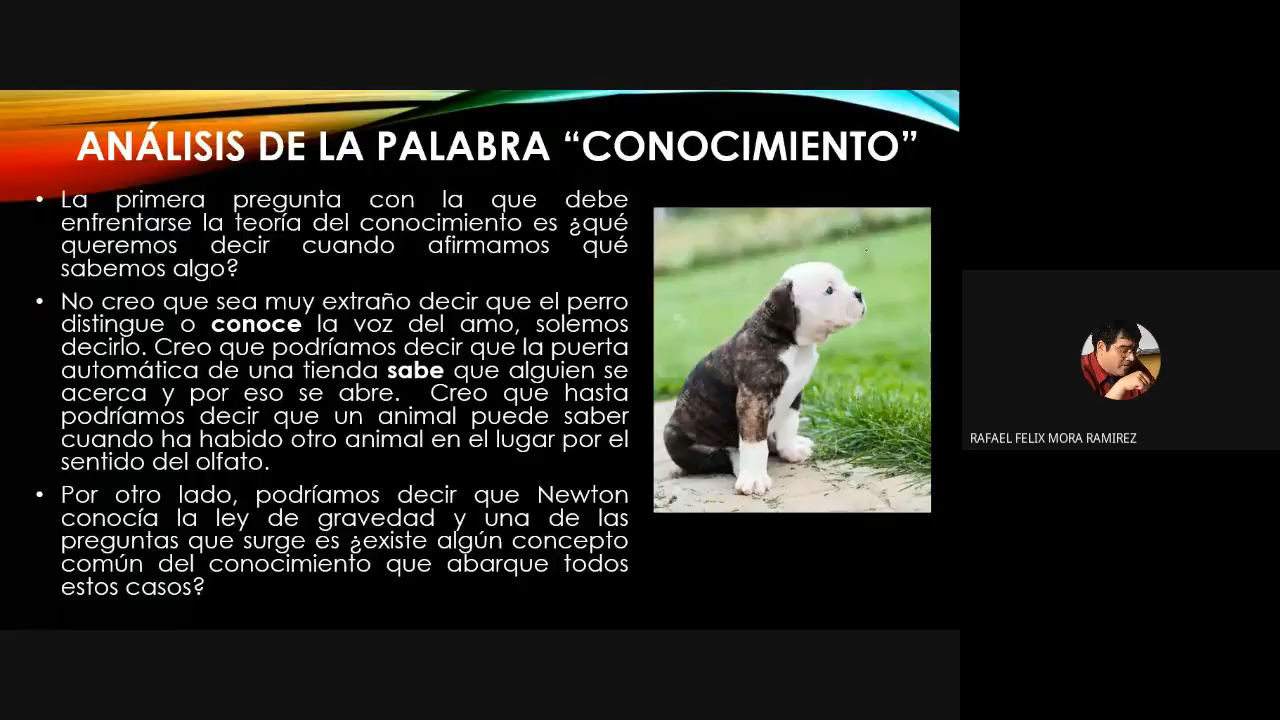 ANÁLISIS DE LA PALABRA “CONOCIMIENTO”
• La primera pregunta con la que debe
enfrentarse la teoría del conocimiento es ¿qué
queremos decir cuando afirmamos qué
sabemos algo?
• No creo que sea muy extraño decir que el perro
distingue o conoce la voz del amo, solemos
decirlo. Creo que podríamos decir que la puerta
automática de una tienda sabe que alguien se
acerca y por eso se abre. Creo que hasta
podríamos decir que un animal puede saber
cuando ha habido otro animal en el lugar por el
sentido del olfato.
• Por otro lado, podríamos decir que Newton
conocía la ley de gravedad y una de las
preguntas que surge es ¿existe algún concepto
común del conocimiento que abarque todos
estos casos?
RAFAEL FELIX MORA RAMIREZ